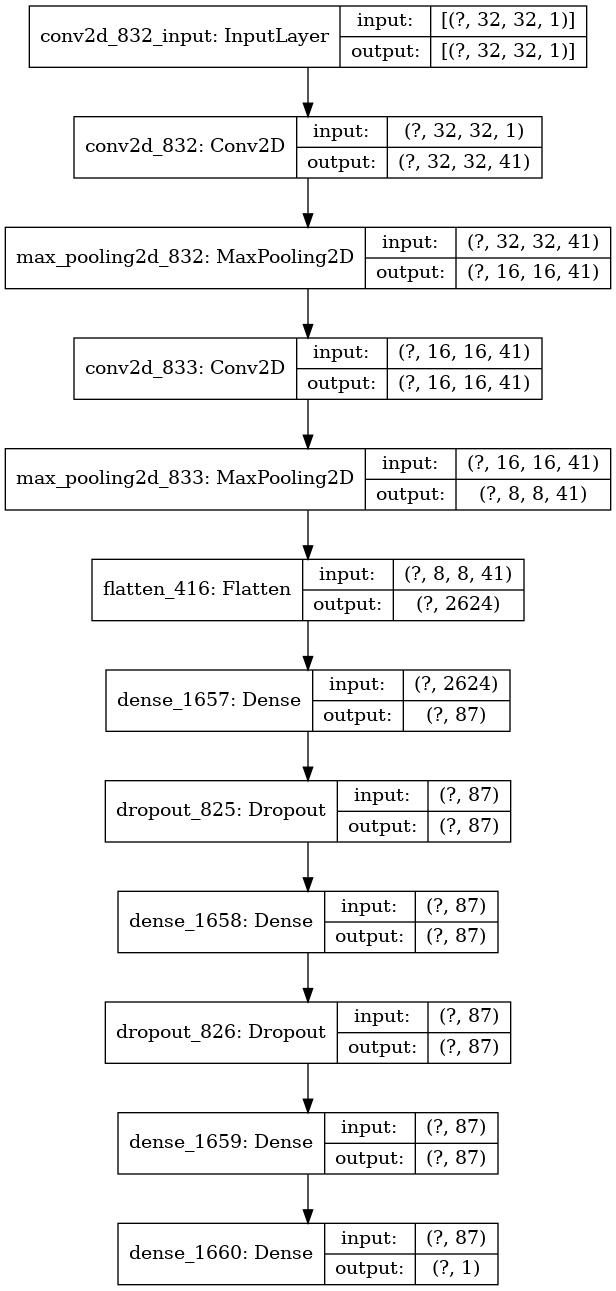 conv2d_832_input: InputLayer
input: [(?, 32, 32, 1)]
output: [(?, 32, 32, 1)]
conv2d_832: Conv2D
input: (?, 32, 32, 1)
output: (?, 32, 32, 41)
max_pooling2d_832: MaxPooling2D
input: (?, 32, 32, 41)
output: (?, 16, 16, 41)
conv2d_833: Conv2D
input: (?, 16, 16, 41)
output: (?, 16, 16, 41)
max_pooling2d_833: MaxPooling2D
input: (?, 16, 16, 41)
output: (?, 8, 8, 41)
flatten_416: Flatten
input: (?, 8, 8, 41)
output: (?, 2624)
dense_1657: Dense
input: (?, 2624)
output: (?, 87)
dropout_825: Dropout
input: (?, 87)
output: (?, 87)
dense_1658: Dense
input: (?, 87)
output: (?, 87)
dropout_826: Dropout
input: (?, 87)
output: (?, 87)
dense_1659: Dense
input: (?, 87)
output: (?, 87)
dense_1660: Dense
input: (?, 87)
output: (?, 1)